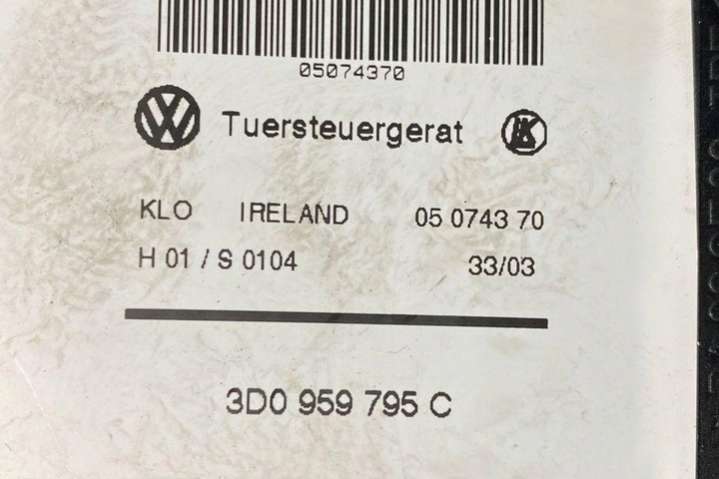 05074370
Tuersteuergerat
KLO IRELAND 05 0743 70
H 01 / S 0104 33/03
3D0 959 795 C